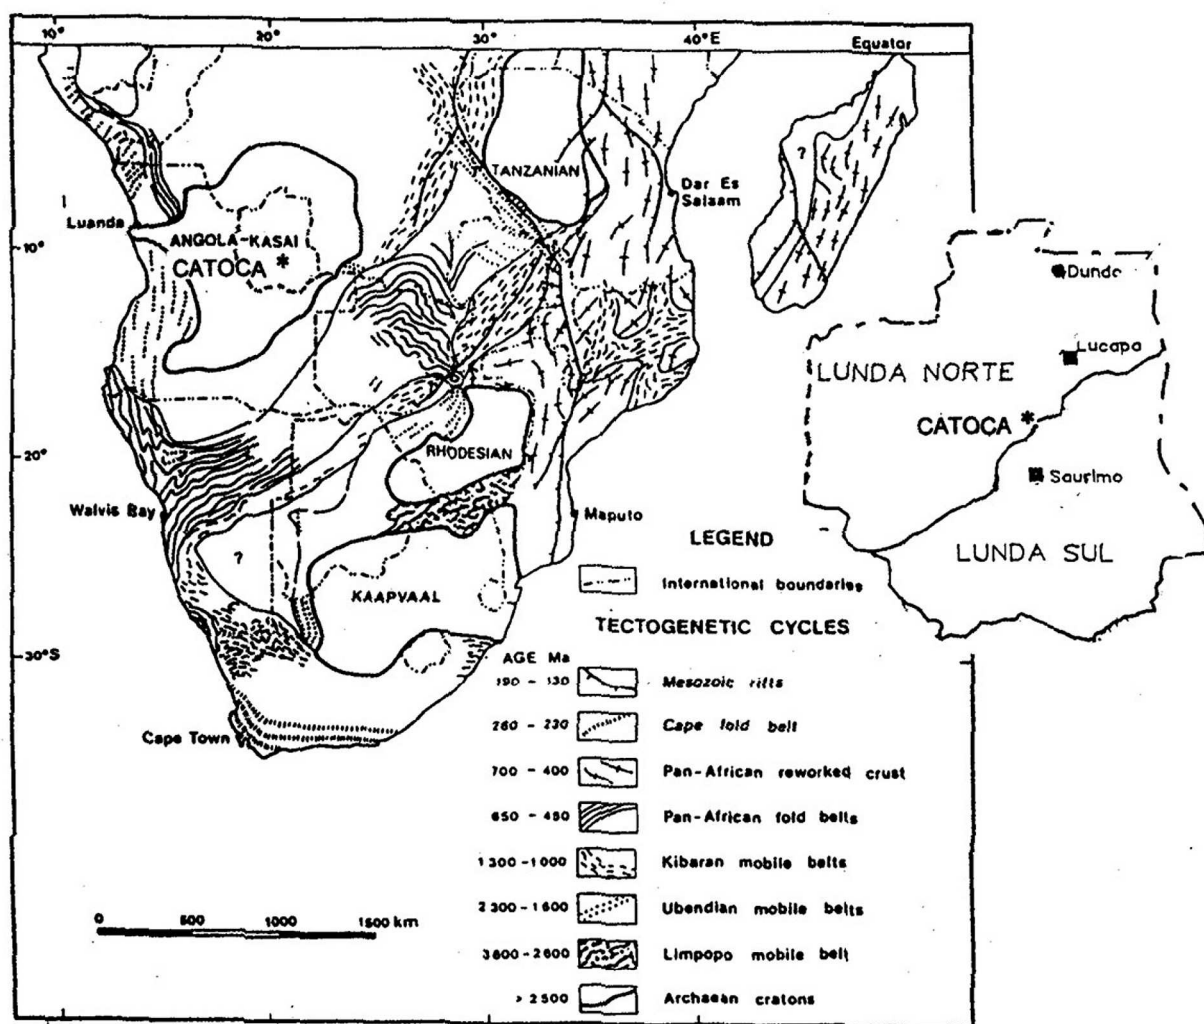 10°
20°
30°
40°E
Equator
TANZANIAN
?
Dar Es
Salaam
Luanda
ANGOLA-KASAI
CATOCA *
10°
Dundo
Lucapa
LUNDA NORTE
CATOCA *
Saurimo
LUNDA SUL
20°
RHODESIAN
Walvis Bay
Maputo
?
KAAPVAAL
30°S
Cape Town
LEGEND
International boundaries
TECTOGENETIC CYCLES
AGE Ma
190 - 130 Mesozoic rifts
260 - 230 Cape fold belt
700 - 400 Pan-African reworked crust
650 - 450 Pan-African fold belts
1300-1000 Kibaran mobile belts
2300-1600 Ubendian mobile belts
3800-2600 Limpopo mobile belt
> 2500 Archaean cratons
0 500 1000 1500 km